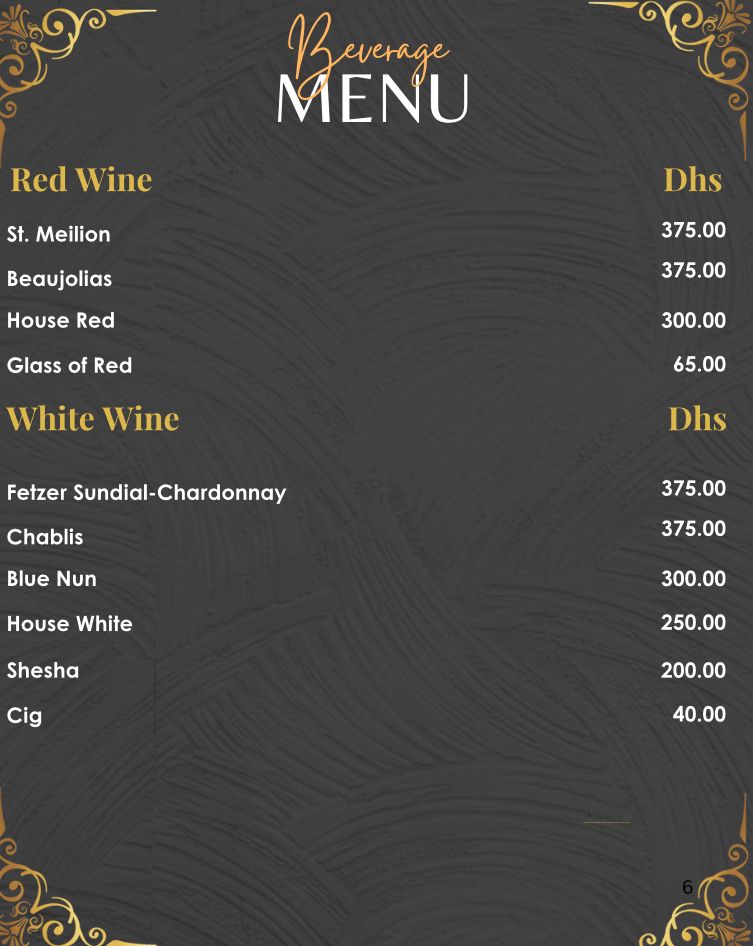 Beverage
MENU
Red Wine Dhs
St. Meilion 375.00
Beaujolias 375.00
House Red 300.00
Glass of Red 65.00
White Wine Dhs
Fetzer Sundial-Chardonnay 375.00
Chablis 375.00
Blue Nun 300.00
House White 250.00
Shesha 200.00
Cig 40.00
6